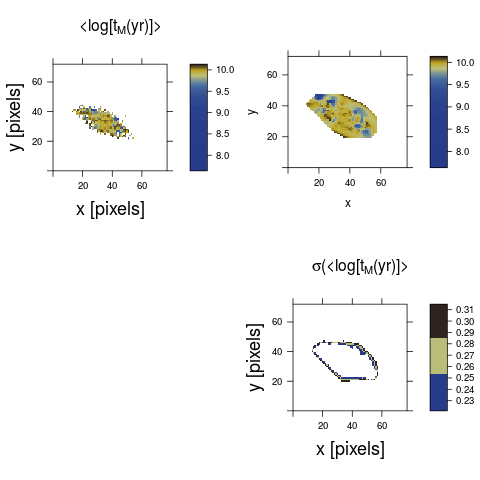 <log[tM(yr)]>
y [pixels]
60
40
20
20 40 60
x [pixels]
10.0
9.5
9.0
8.5
8.0
y
60
40
20
20 40 60
x
10.0
9.5
9.0
8.5
8.0
σ(<log[tM(yr)]>
y [pixels]
60
40
20
20 40 60
x [pixels]
0.31
0.30
0.29
0.28
0.27
0.26
0.25
0.24
0.23